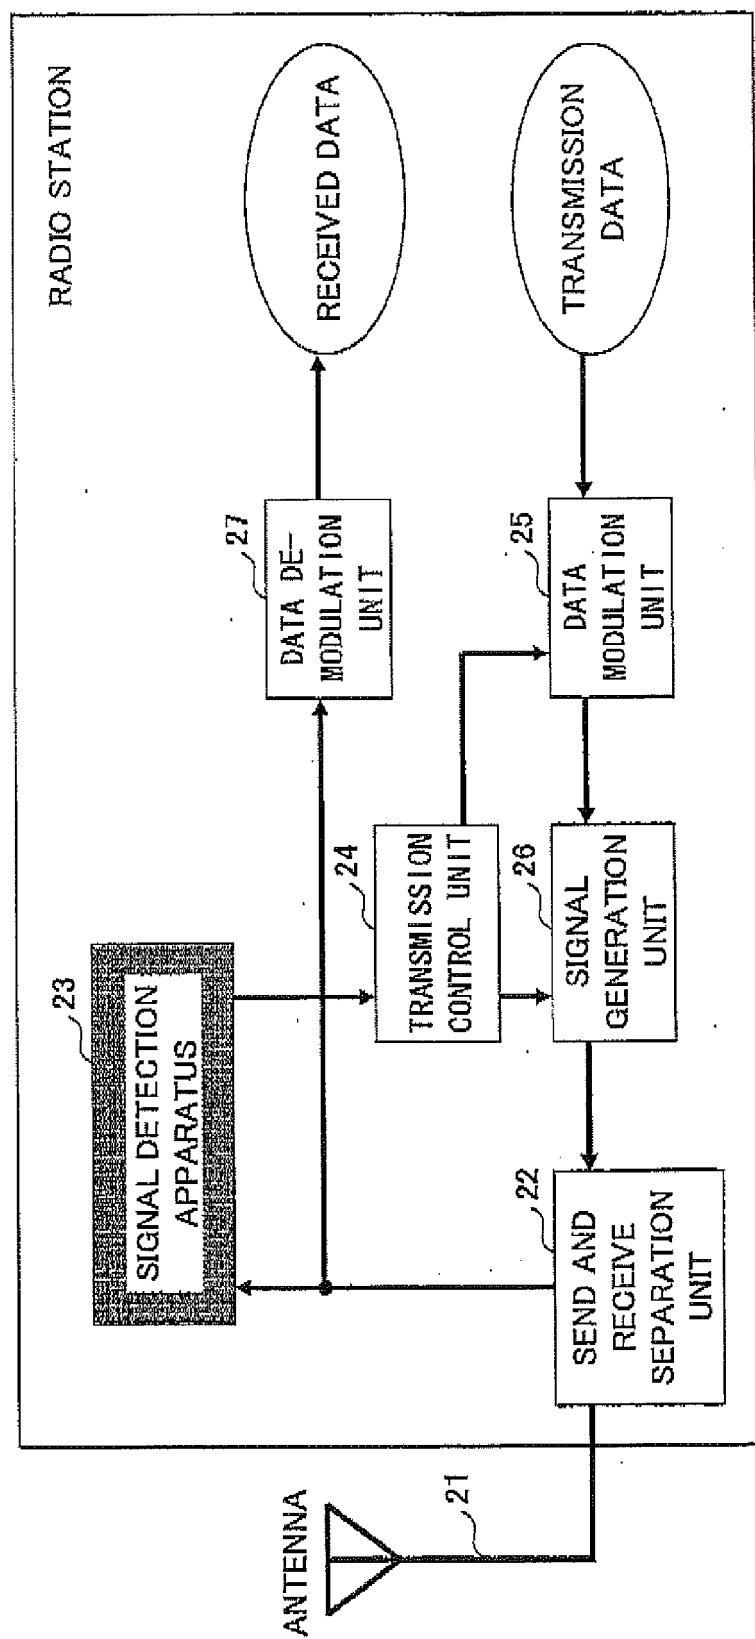 RADIO STATION
ANTENNA
21
23
SIGNAL DETECTION
APPARATUS
27
DATA DE-
MODULATION
UNIT
RECEIVED DATA
24
TRANSMISSION
CONTROL UNIT
22
SEND AND
RECEIVE
SEPARATION
UNIT
26
SIGNAL
GENERATION
UNIT
25
DATA
MODULATION
UNIT
TRANSMISSION
DATA